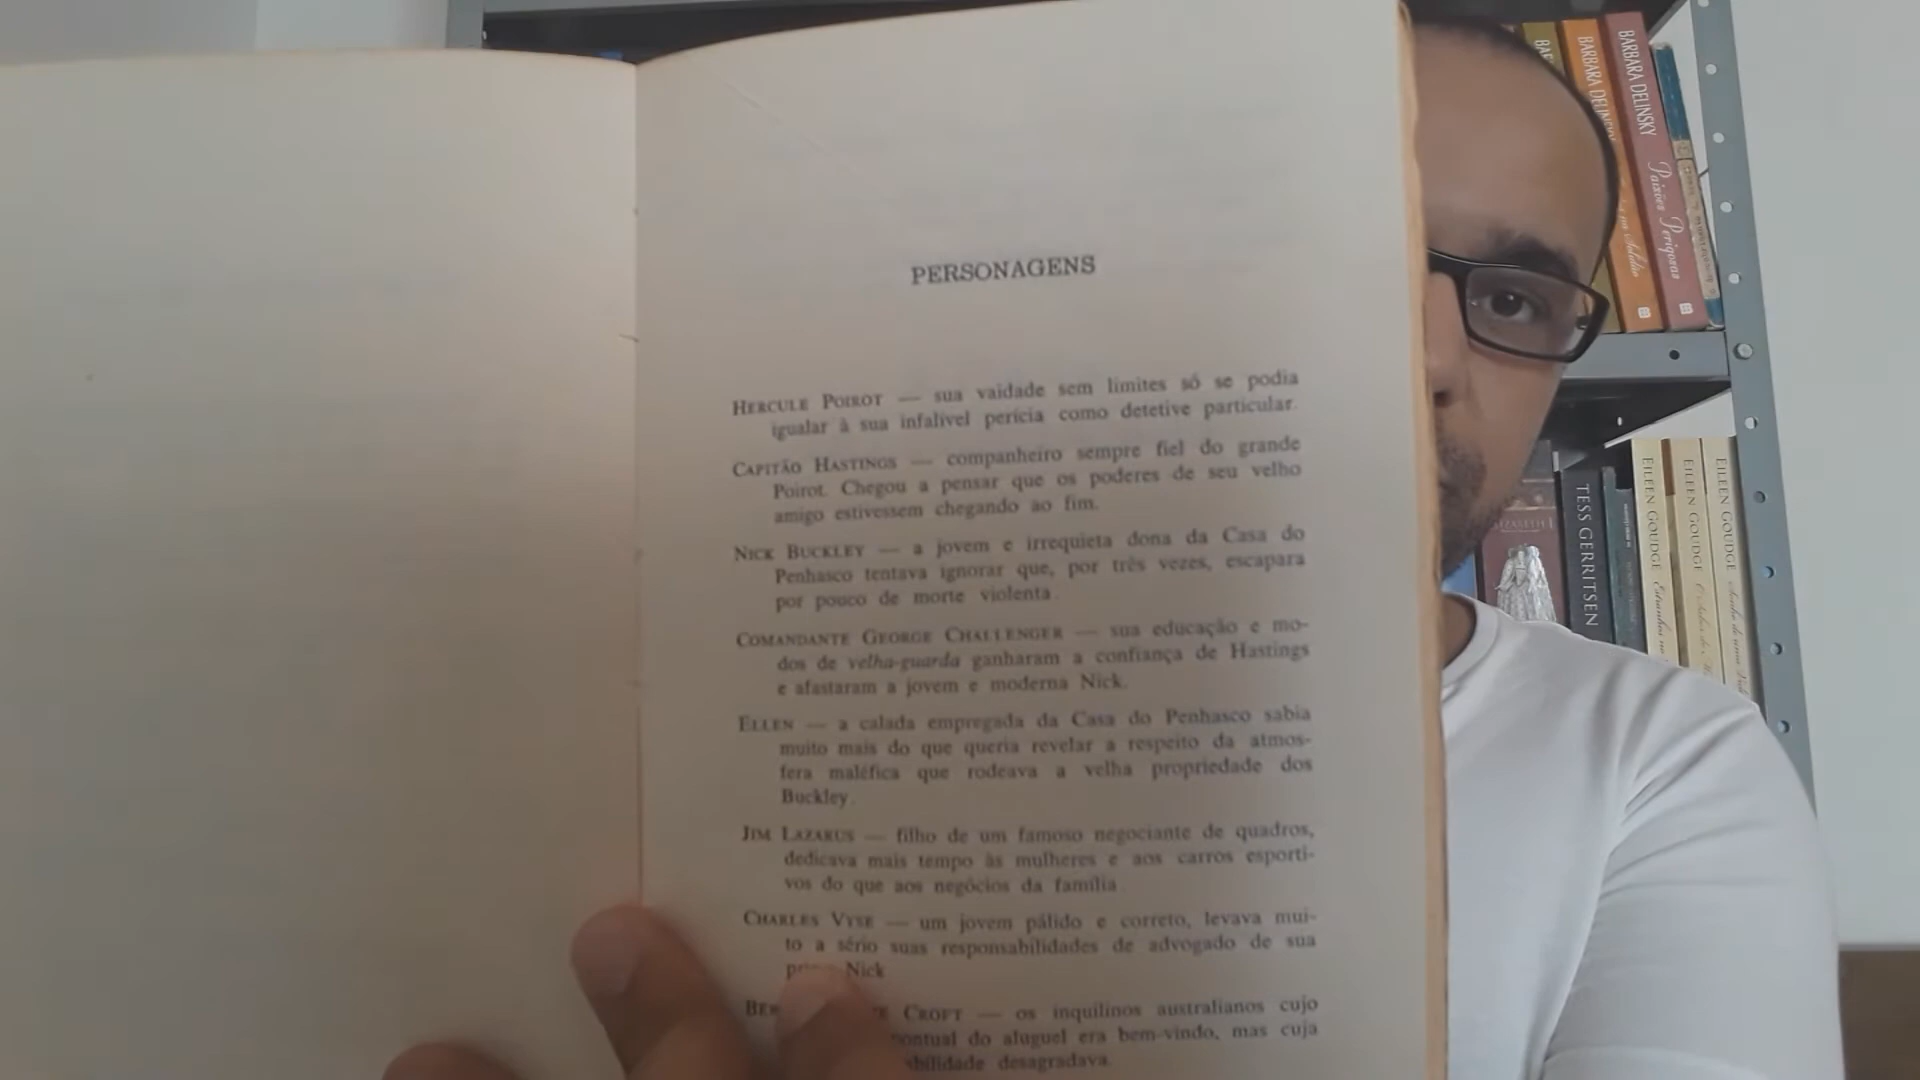 PERSONAGENS
HERCULE POIROT — sua vaidade sem limites só se podia
igualar à sua infalível perícia como detetive particular.
CAPITÃO HASTINGS — companheiro sempre fiel do grande
Poirot. Chegou a pensar que os poderes de seu velho
amigo estivessem chegando ao fim.
NICK BUCKLEY — a jovem e irrequieta dona da Casa do
Penhasco tentava ignorar que, por três vezes, escapara
por pouco de morte violenta.
COMANDANTE GEORGE CHALLENGER — sua educação e mo-
dos de velha-guarda ganharam a confiança de Hastings
e afastaram a jovem e moderna Nick.
ELLEN — a calada empregada da Casa do Penhasco sabia
muito mais do que queria revelar a respeito da atmos-
fera maléfica que rodeava a velha propriedade dos
Buckley.
JIM LAZARUS — filho de um famoso negociante de quadros,
dedicava mais tempo às mulheres e aos carros esporti-
vos do que aos negócios da família
CHARLES VYSE — um jovem pálido e correto, levava mui-
to a sério suas responsabilidades de advogado de sua
Nick
CROFT — os inquilinos australianos cujo
do aluguel era bem-vindo, mas cuja
desagradava.
BARBARA DELINSKY
BARBARA DELINSKY
Paixões Perigosas
TESS GERRITSEN
EILEEN GOUDGE
EILEEN GOUDGE
EILEEN GOUDGE